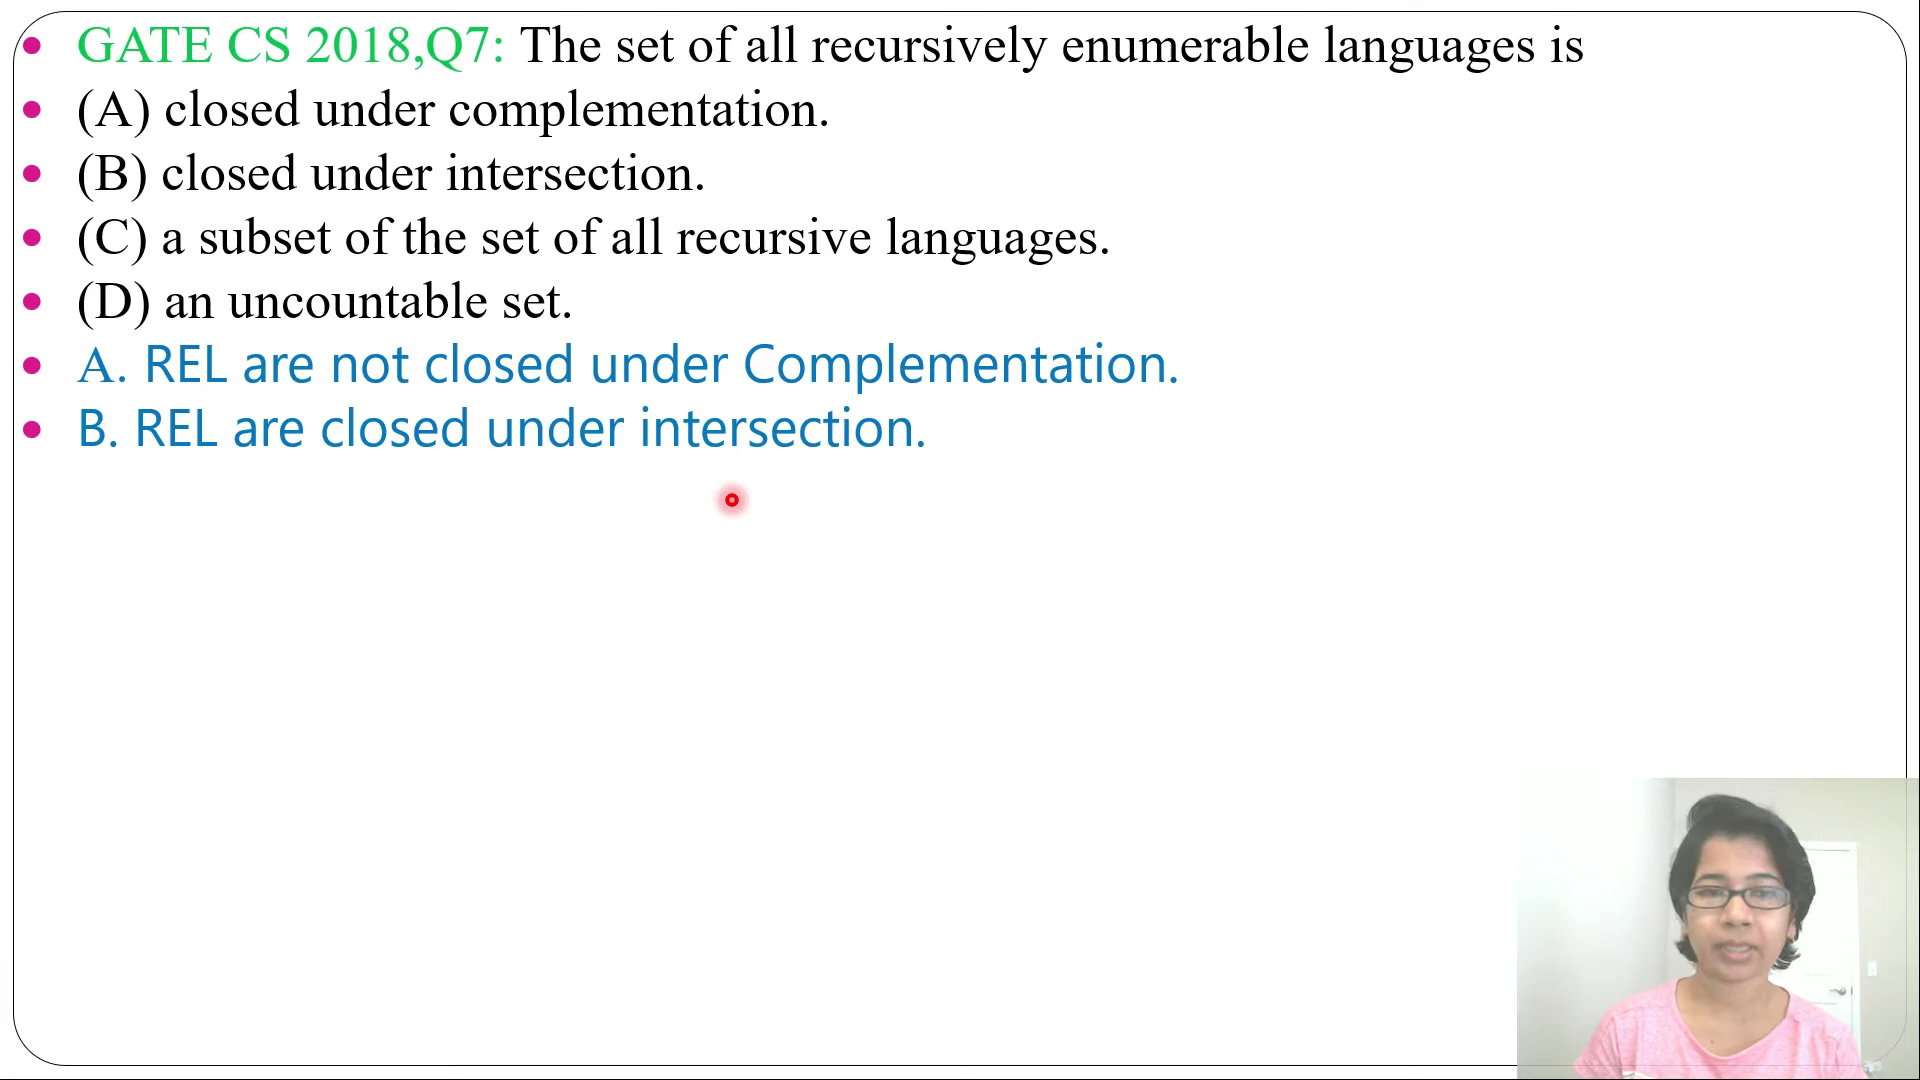 GATE CS 2018,Q7: The set of all recursively enumerable languages is
(A) closed under complementation.
(B) closed under intersection.
(C) a subset of the set of all recursive languages.
(D) an uncountable set.
A. REL are not closed under Complementation.
B. REL are closed under intersection.